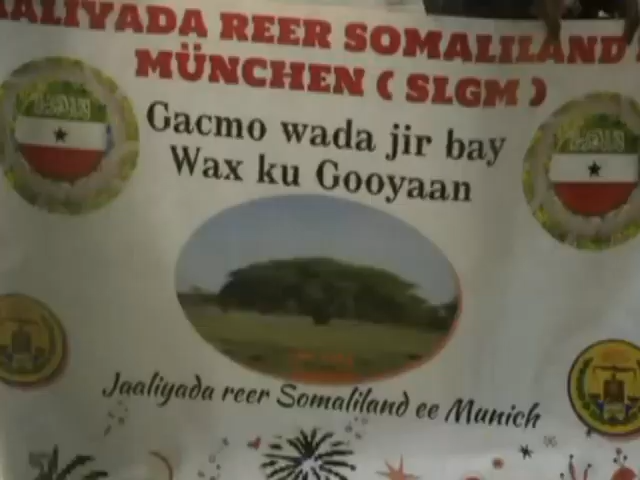 ALIYADA REER SOMALILAND
MÜNCHEN ( SLGM )
Gacmo wada jir bay
Wax ku Gooyaan
Jaaliyada reer Somaliland ee Munich